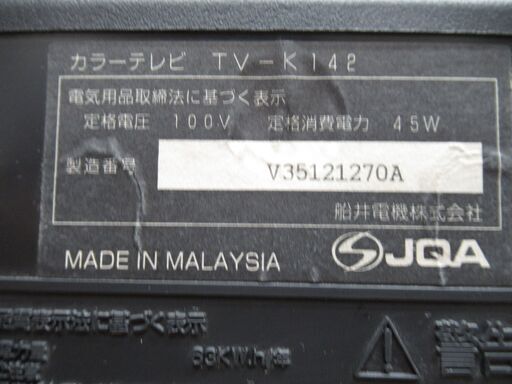 カラーテレビ TV-K142
電気用品取締法に基づく表示
定格電圧 100V 定格消費電力 45W
製造番号 V35121270A
船井電機株式会社
MADE IN MALAYSIA JQA
表示法に基づく表示
63KWh/年